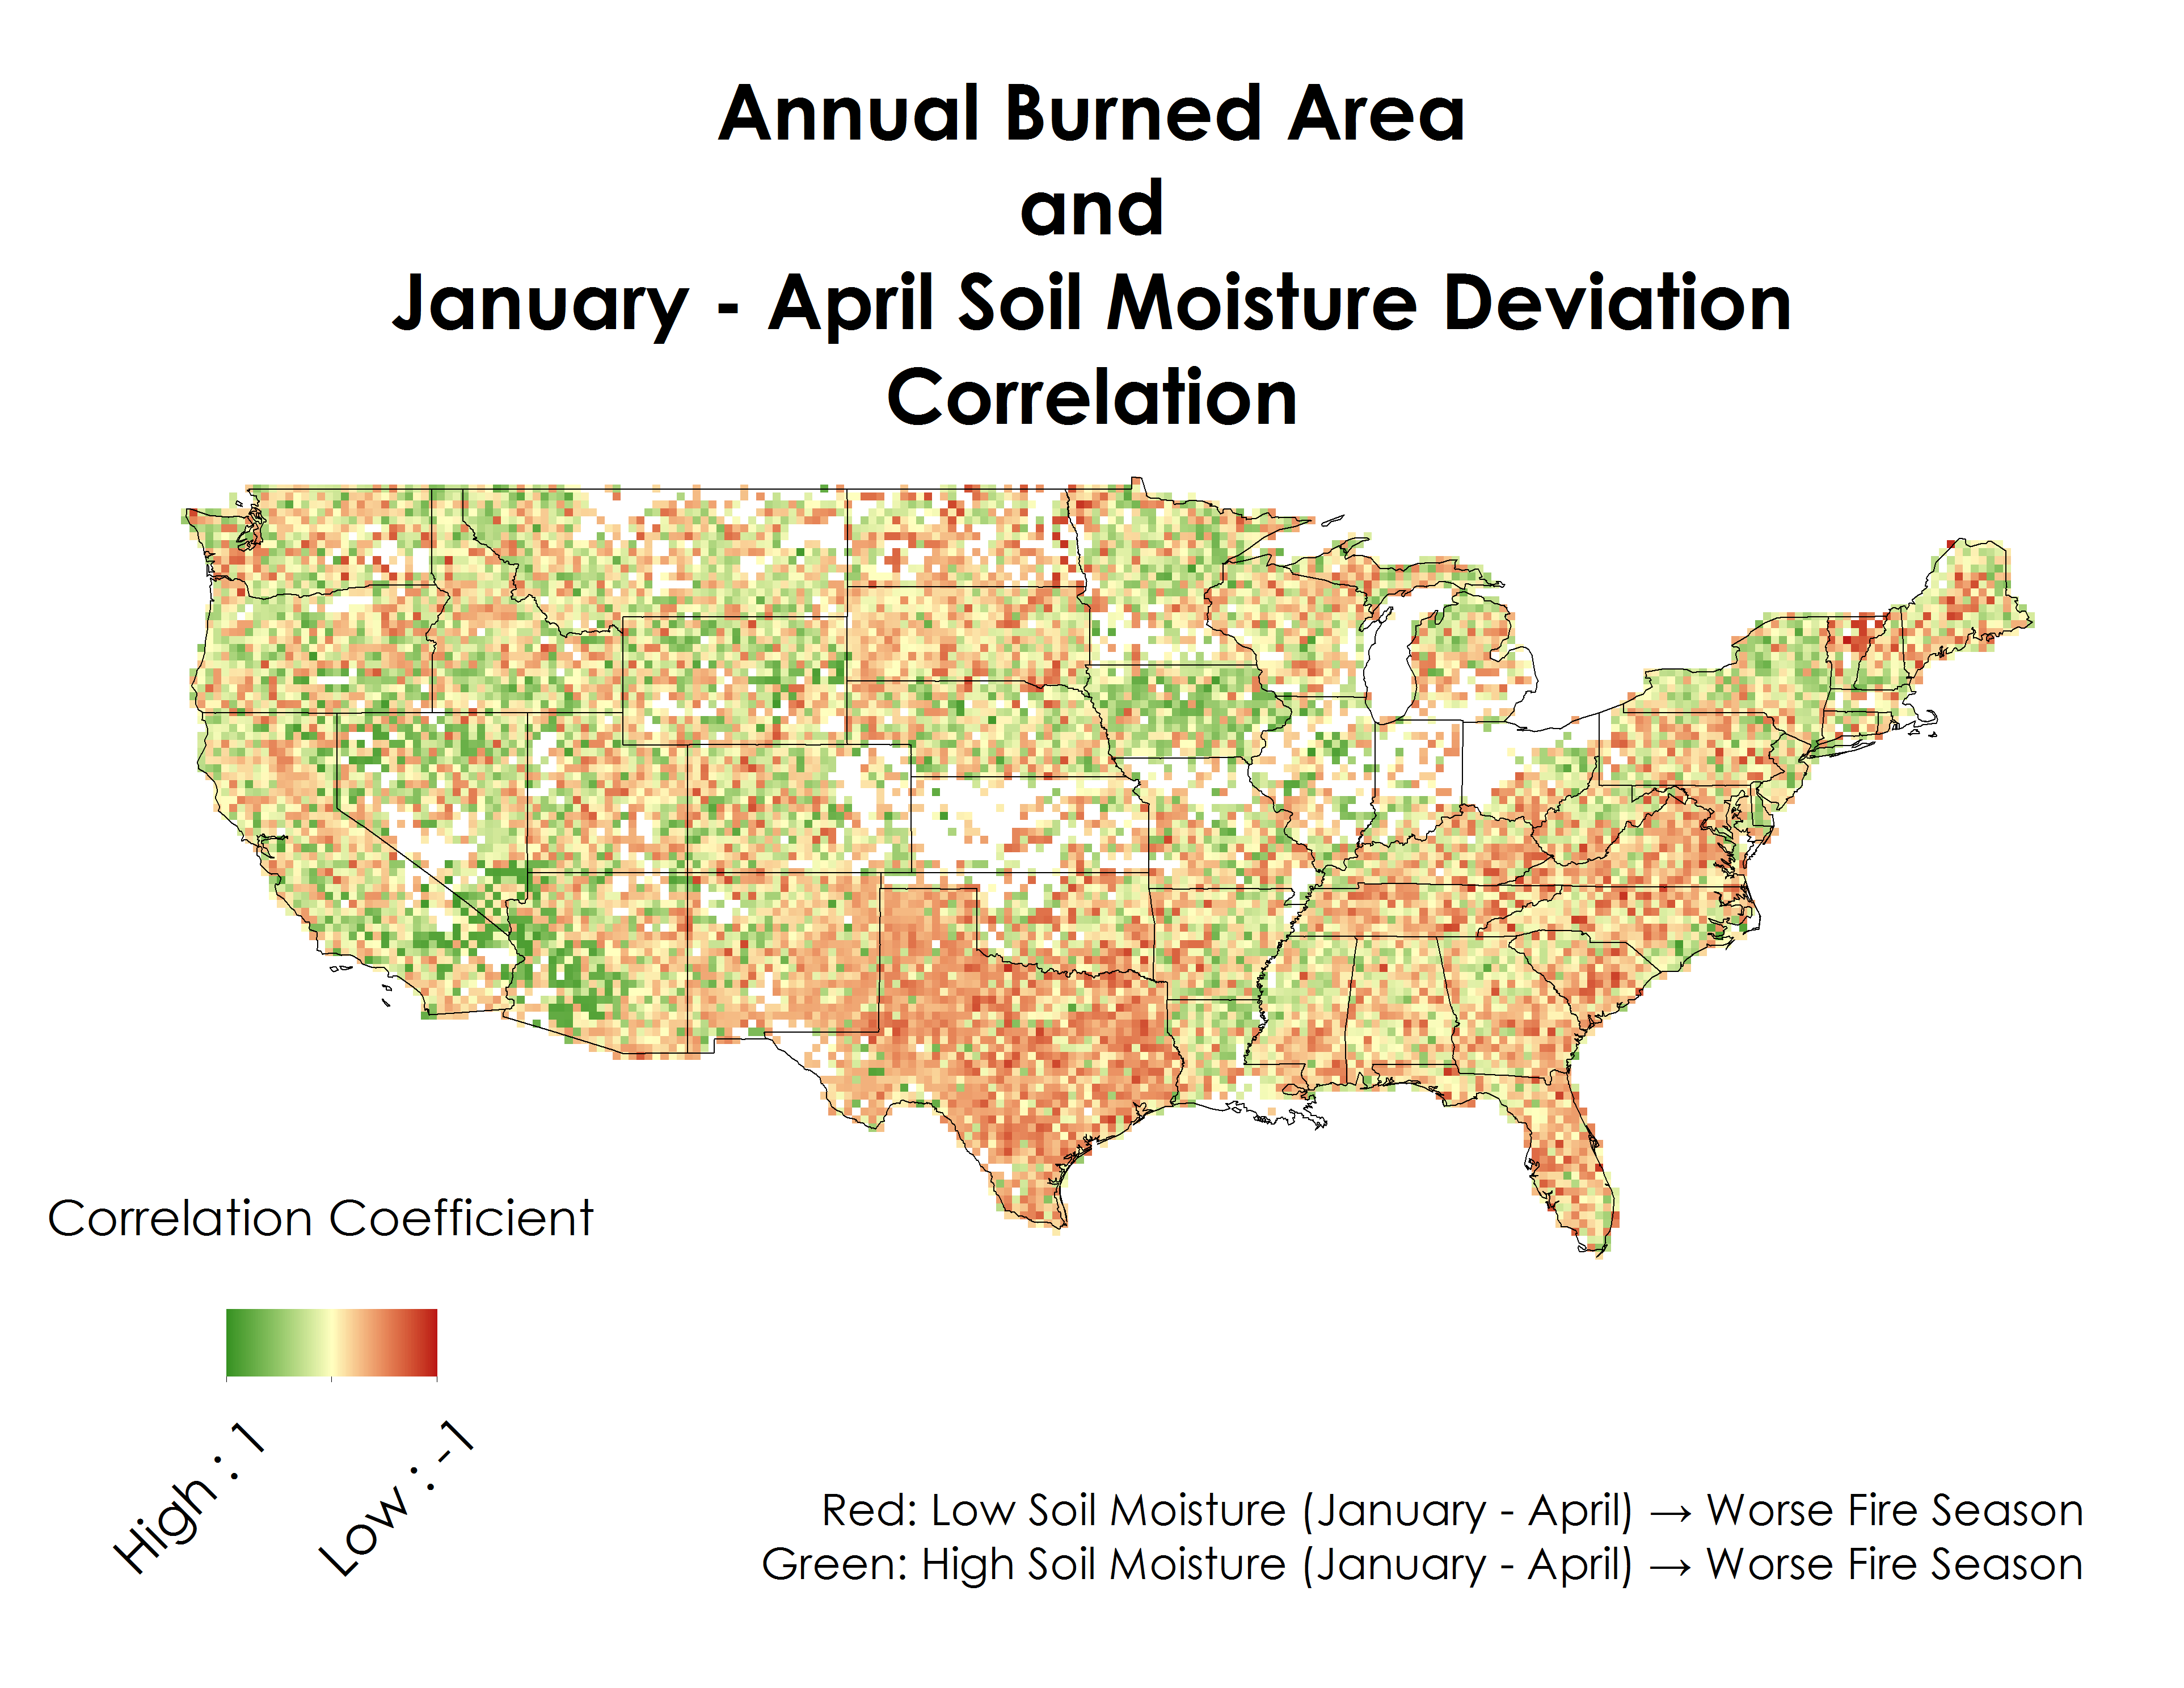 Annual Burned Area
and
January - April Soil Moisture Deviation
Correlation
Correlation Coefficient
High : 1
Low : -1
Red: Low Soil Moisture (January - April) → Worse Fire Season
Green: High Soil Moisture (January - April) → Worse Fire Season